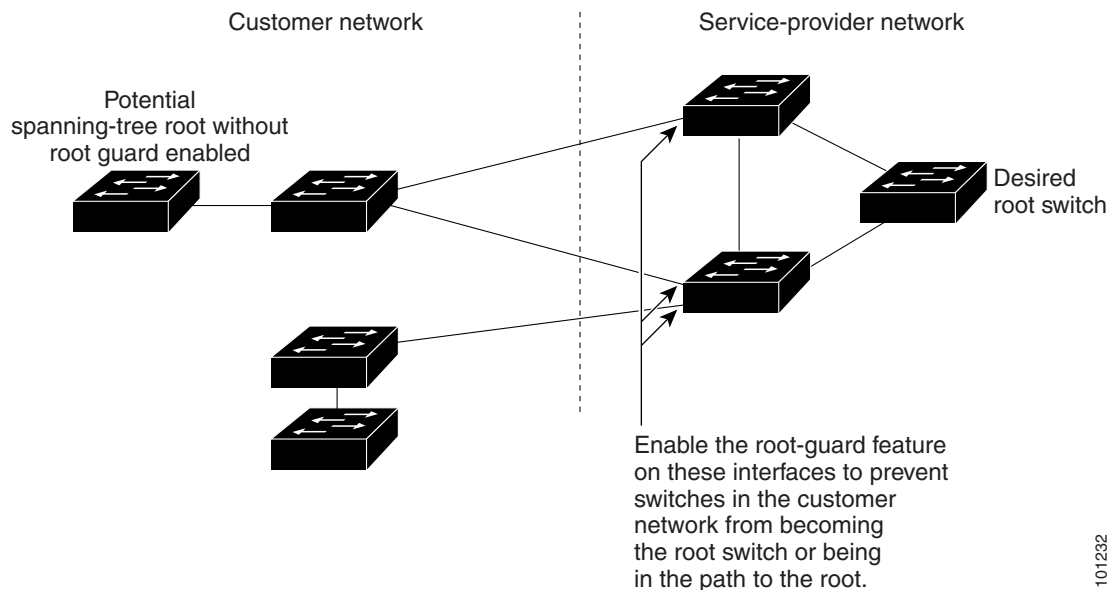 Customer network
Service-provider network
Potential
spanning-tree root without
root guard enabled
Desired
root switch
Enable the root-guard feature
on these interfaces to prevent
switches in the customer
network from becoming
the root switch or being
in the path to the root.
101232